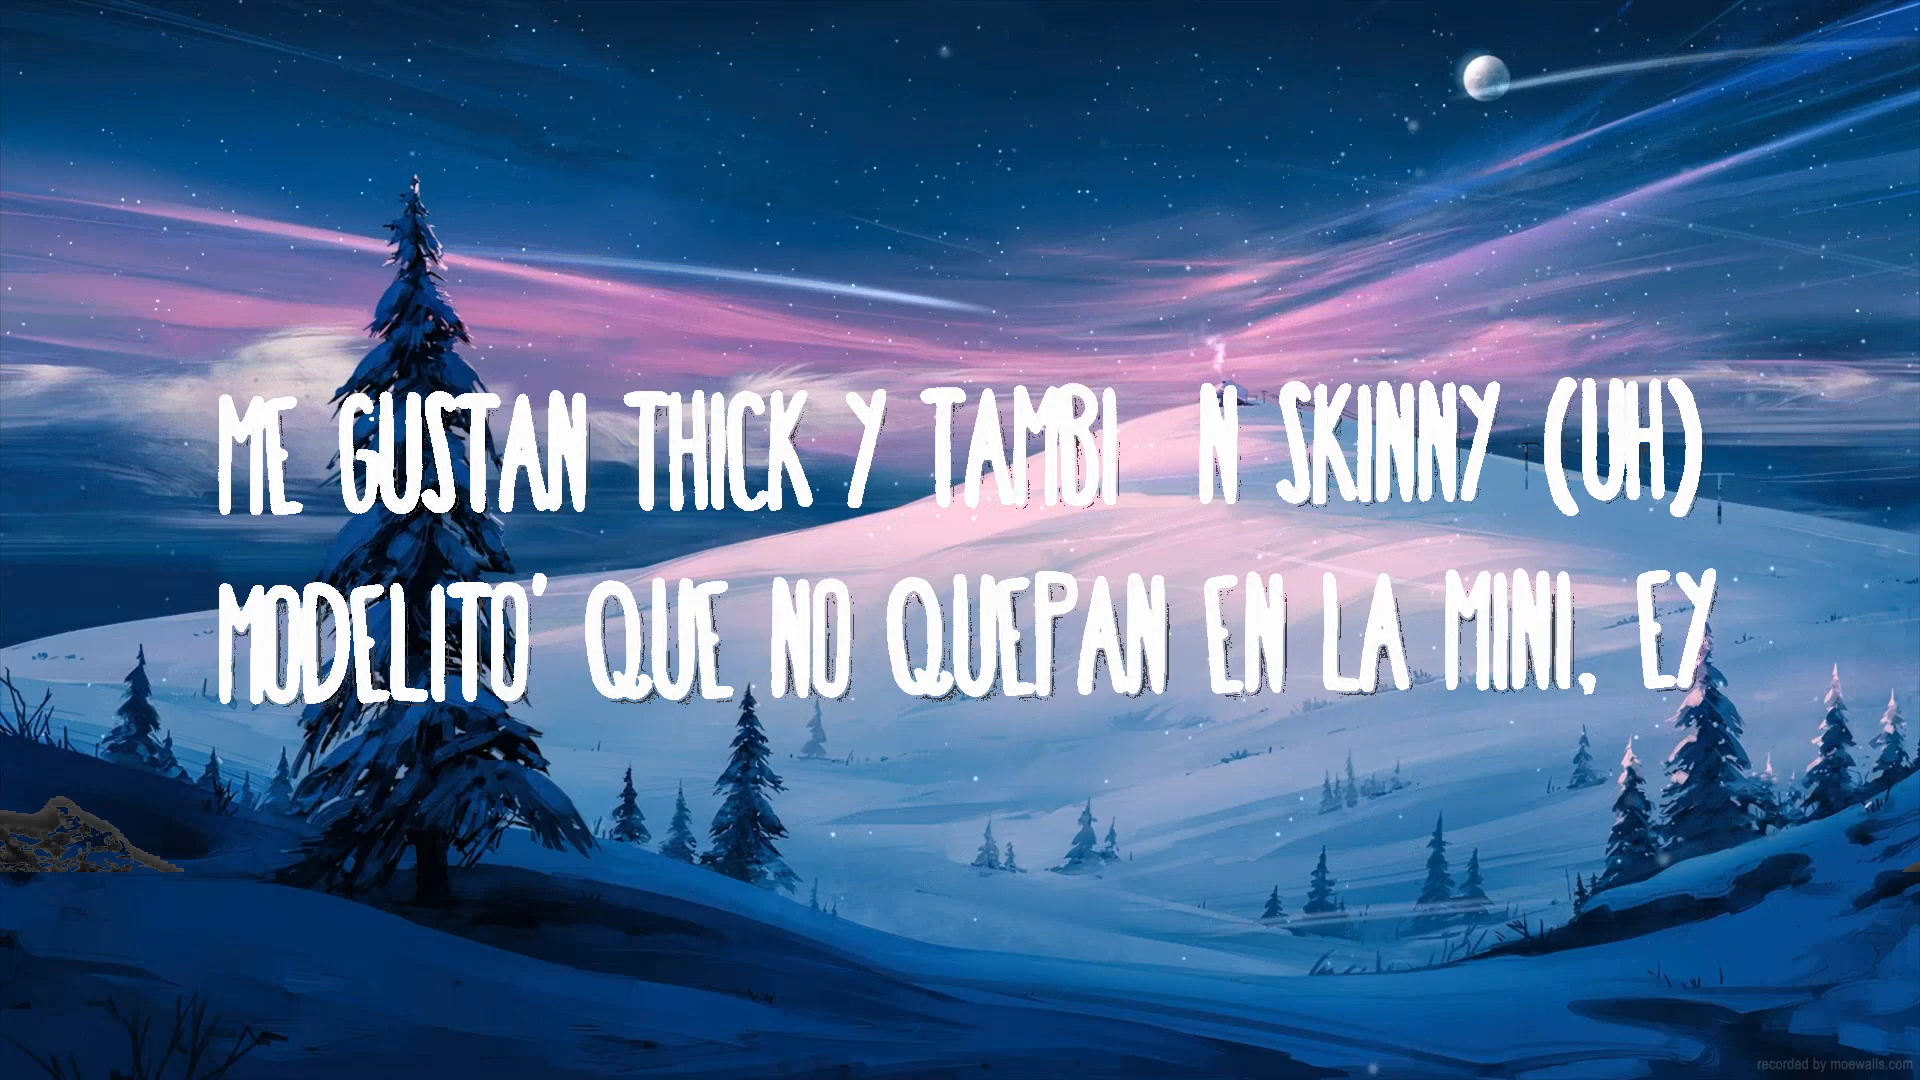 ME GUSTAN THICK Y TAMBI N SKINNY (UH)
MODELITO' QUE NO QUEPAN EN LA MINI, EY
recorded by moewalls.com